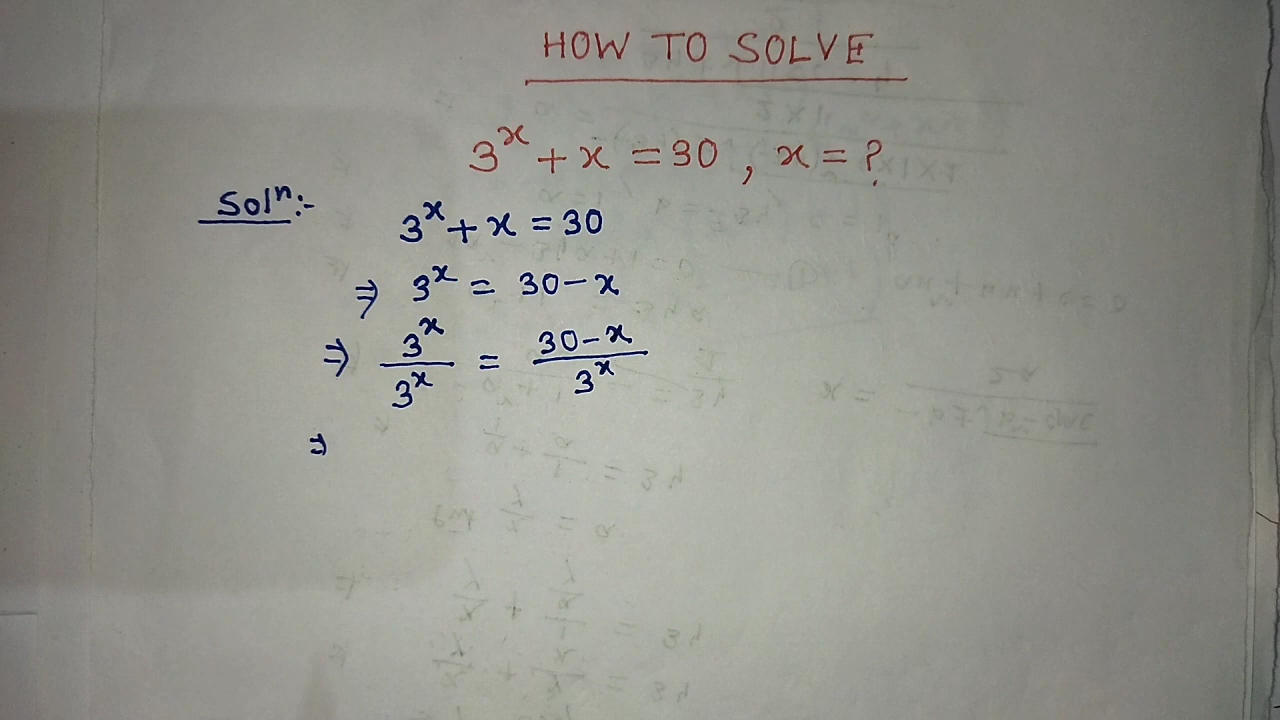 HOW TO SOLVE
3^x + x = 30 , x = ?
Solⁿ:-
3^x + x = 30
⇒ 3^x = 30 - x
⇒ 3^x / 3^x = (30 - x) / 3^x
⇒